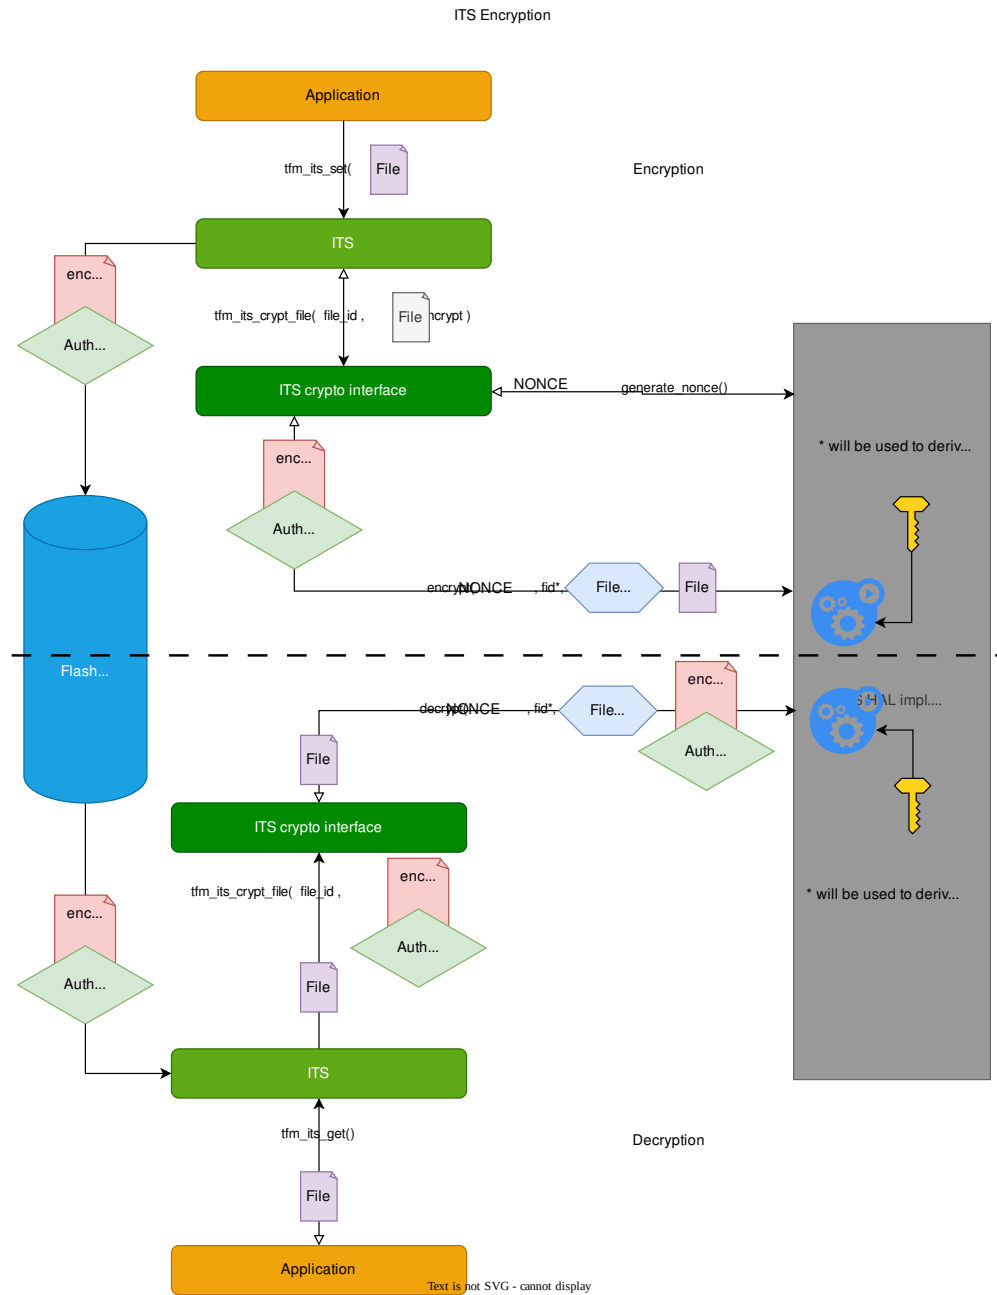 ITS Encryption
Application
tfm_its_set(
File
Encryption
ITS
enc...
Auth...
tfm_its_crypt_file( file_id ,
File
ncrypt )
ITS crypto interface
NONCE
generate_nonce()
* will be used to deriv...
enc...
Auth...
encrypt(
NONCE
, fid*,
File...
File
Flash...
enc...
Auth...
decrypt(
NONCE
, fid*,
File...
HAL impl....
File
ITS crypto interface
tfm_its_crypt_file( file_id ,
enc...
Auth...
* will be used to deriv...
enc...
Auth...
File
ITS
tfm_its_get()
Decryption
File
Application
Text is not SVG - cannot display